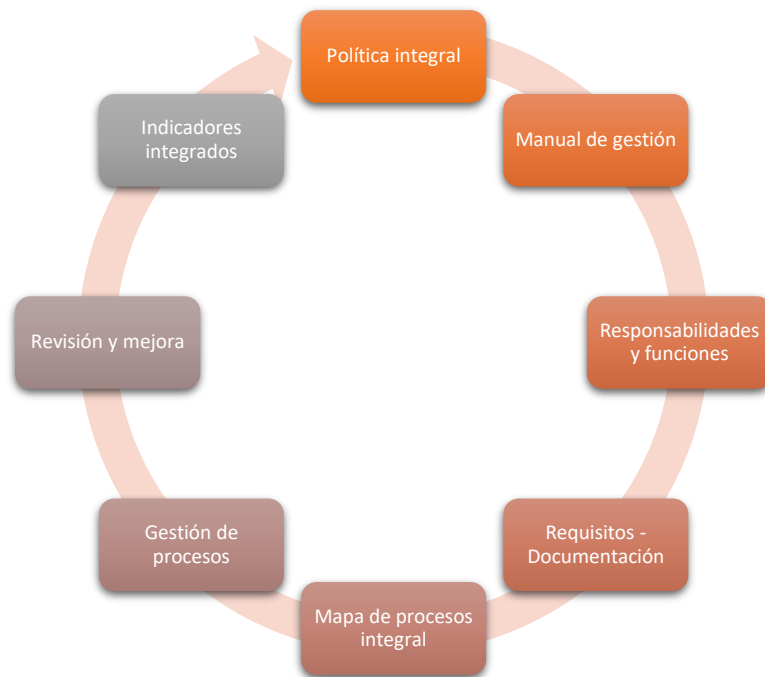 Política integral
Manual de gestión
Responsabilidades
y funciones
Requisitos -
Documentación
Mapa de procesos
integral
Gestión de
procesos
Revisión y mejora
Indicadores
integrados